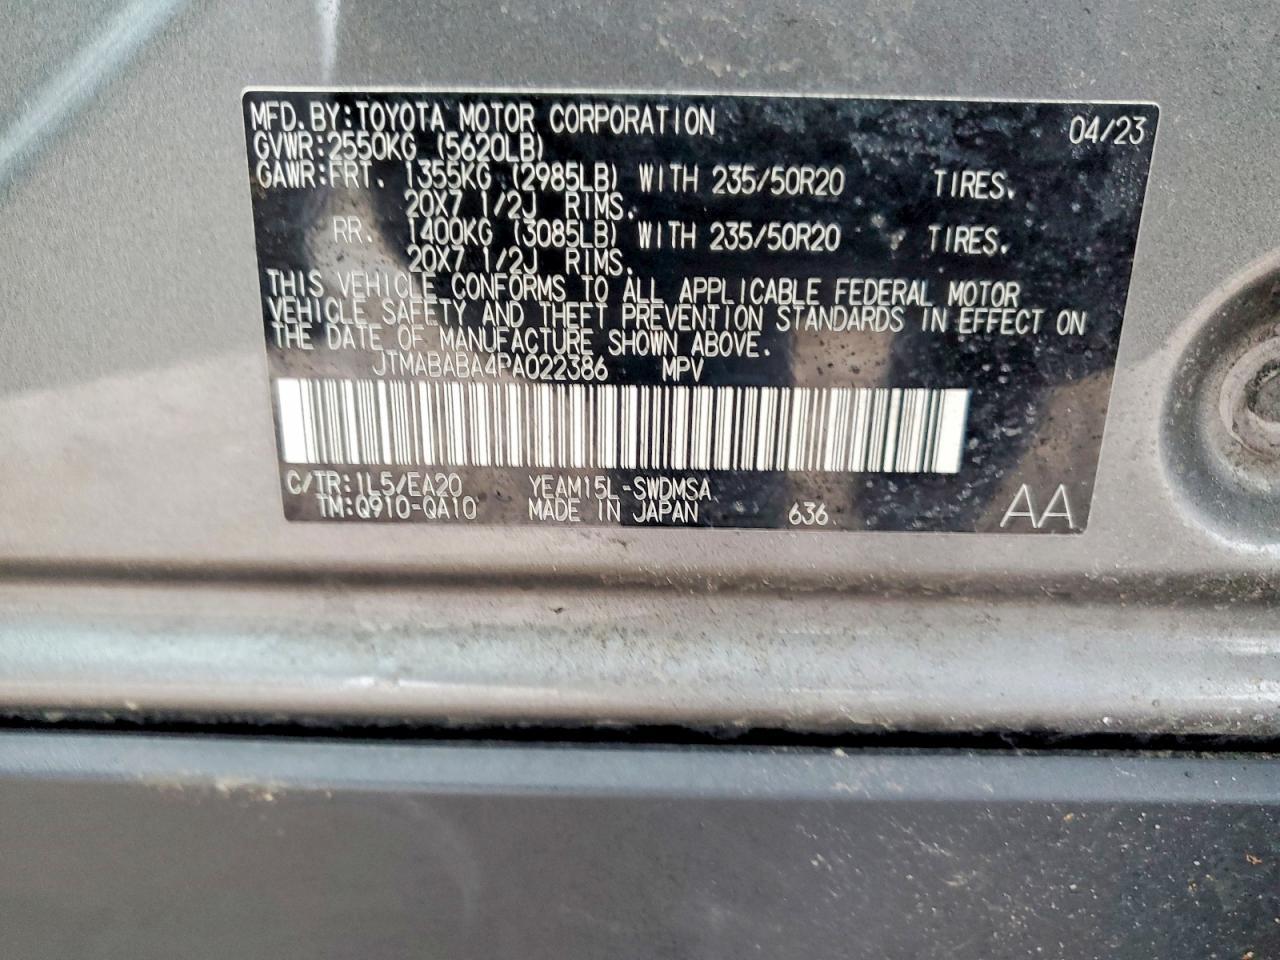 MFD. BY: TOYOTA MOTOR CORPORATION 04/23
GVWR: 2550KG (5620LB)
GAWR: FRT. 1355KG (2985LB) WITH 235/50R20 TIRES.
20X7 1/2J RIMS.
RR. 1400KG (3085LB) WITH 235/50R20 TIRES.
20X7 1/2J RIMS.
THIS VEHICLE CONFORMS TO ALL APPLICABLE FEDERAL MOTOR
VEHICLE SAFETY AND THEFT PREVENTION STANDARDS IN EFFECT ON
THE DATE OF MANUFACTURE SHOWN ABOVE.
JTMABABA4PA022386 MPV
C/TR: 1L5/EA20 YEAM15L-SWDMSA
TM: Q910-QA10 MADE IN JAPAN 636 AA